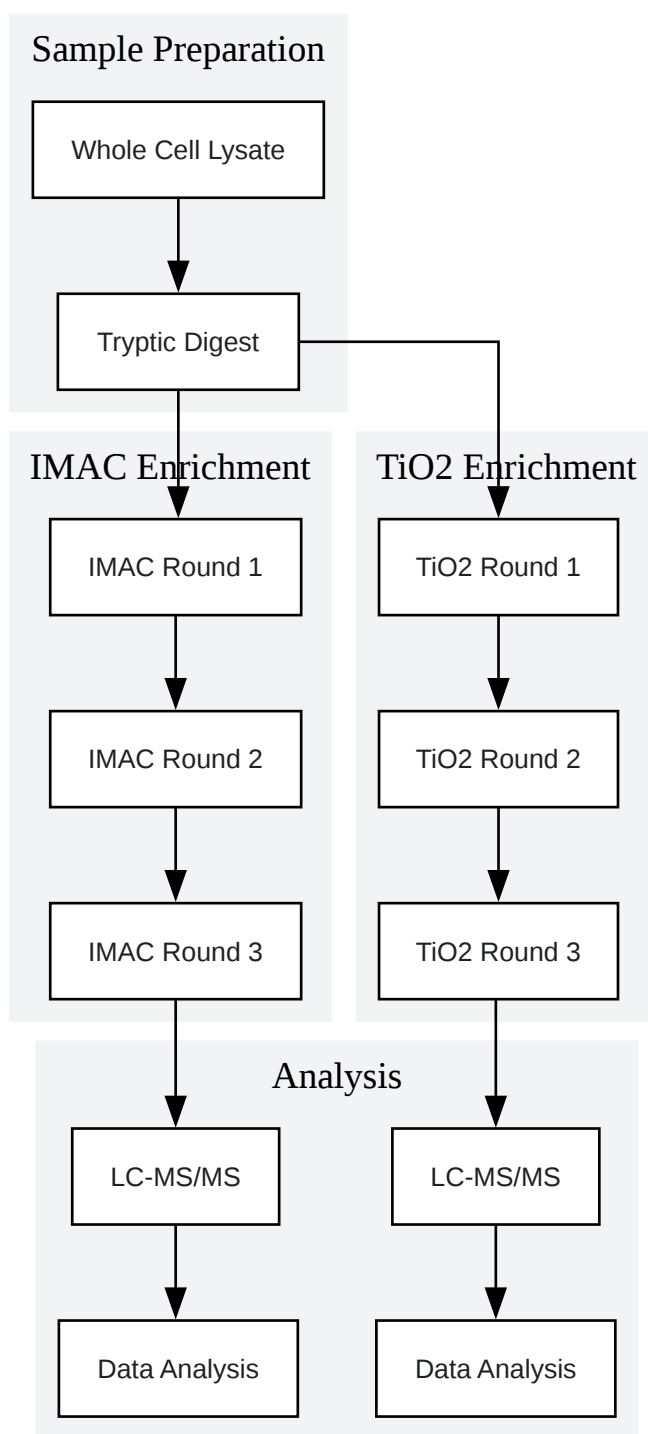 Sample Preparation
Whole Cell Lysate
Tryptic Digest
IMAC Enrichment
TiO2 Enrichment
IMAC Round 1
TiO2 Round 1
IMAC Round 2
TiO2 Round 2
IMAC Round 3
TiO2 Round 3
Analysis
LC-MS/MS
LC-MS/MS
Data Analysis
Data Analysis